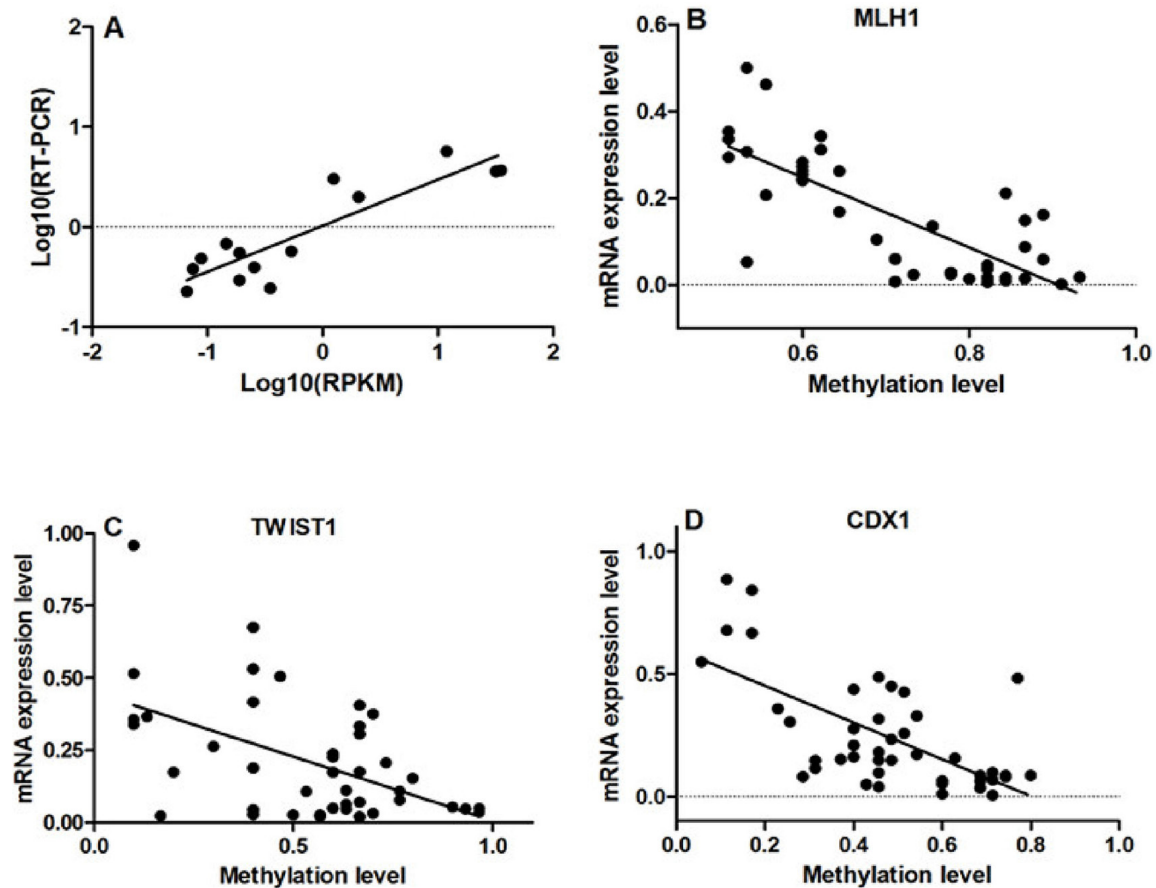 A
2
1
0
-1
Log10(RT-PCR)
-2 -1 0 1 2
Log10(RPKM)
B MLH1
0.6
0.4
0.2
0.0
mRNA expression level
0.6 0.8 1.0
Methylation level
C TWIST1
1.00
0.75
0.50
0.25
0.00
mRNA expression level
0.0 0.5 1.0
Methylation level
D CDX1
1.0
0.5
0.0
mRNA expression level
0.0 0.2 0.4 0.6 0.8 1.0
Methylation level